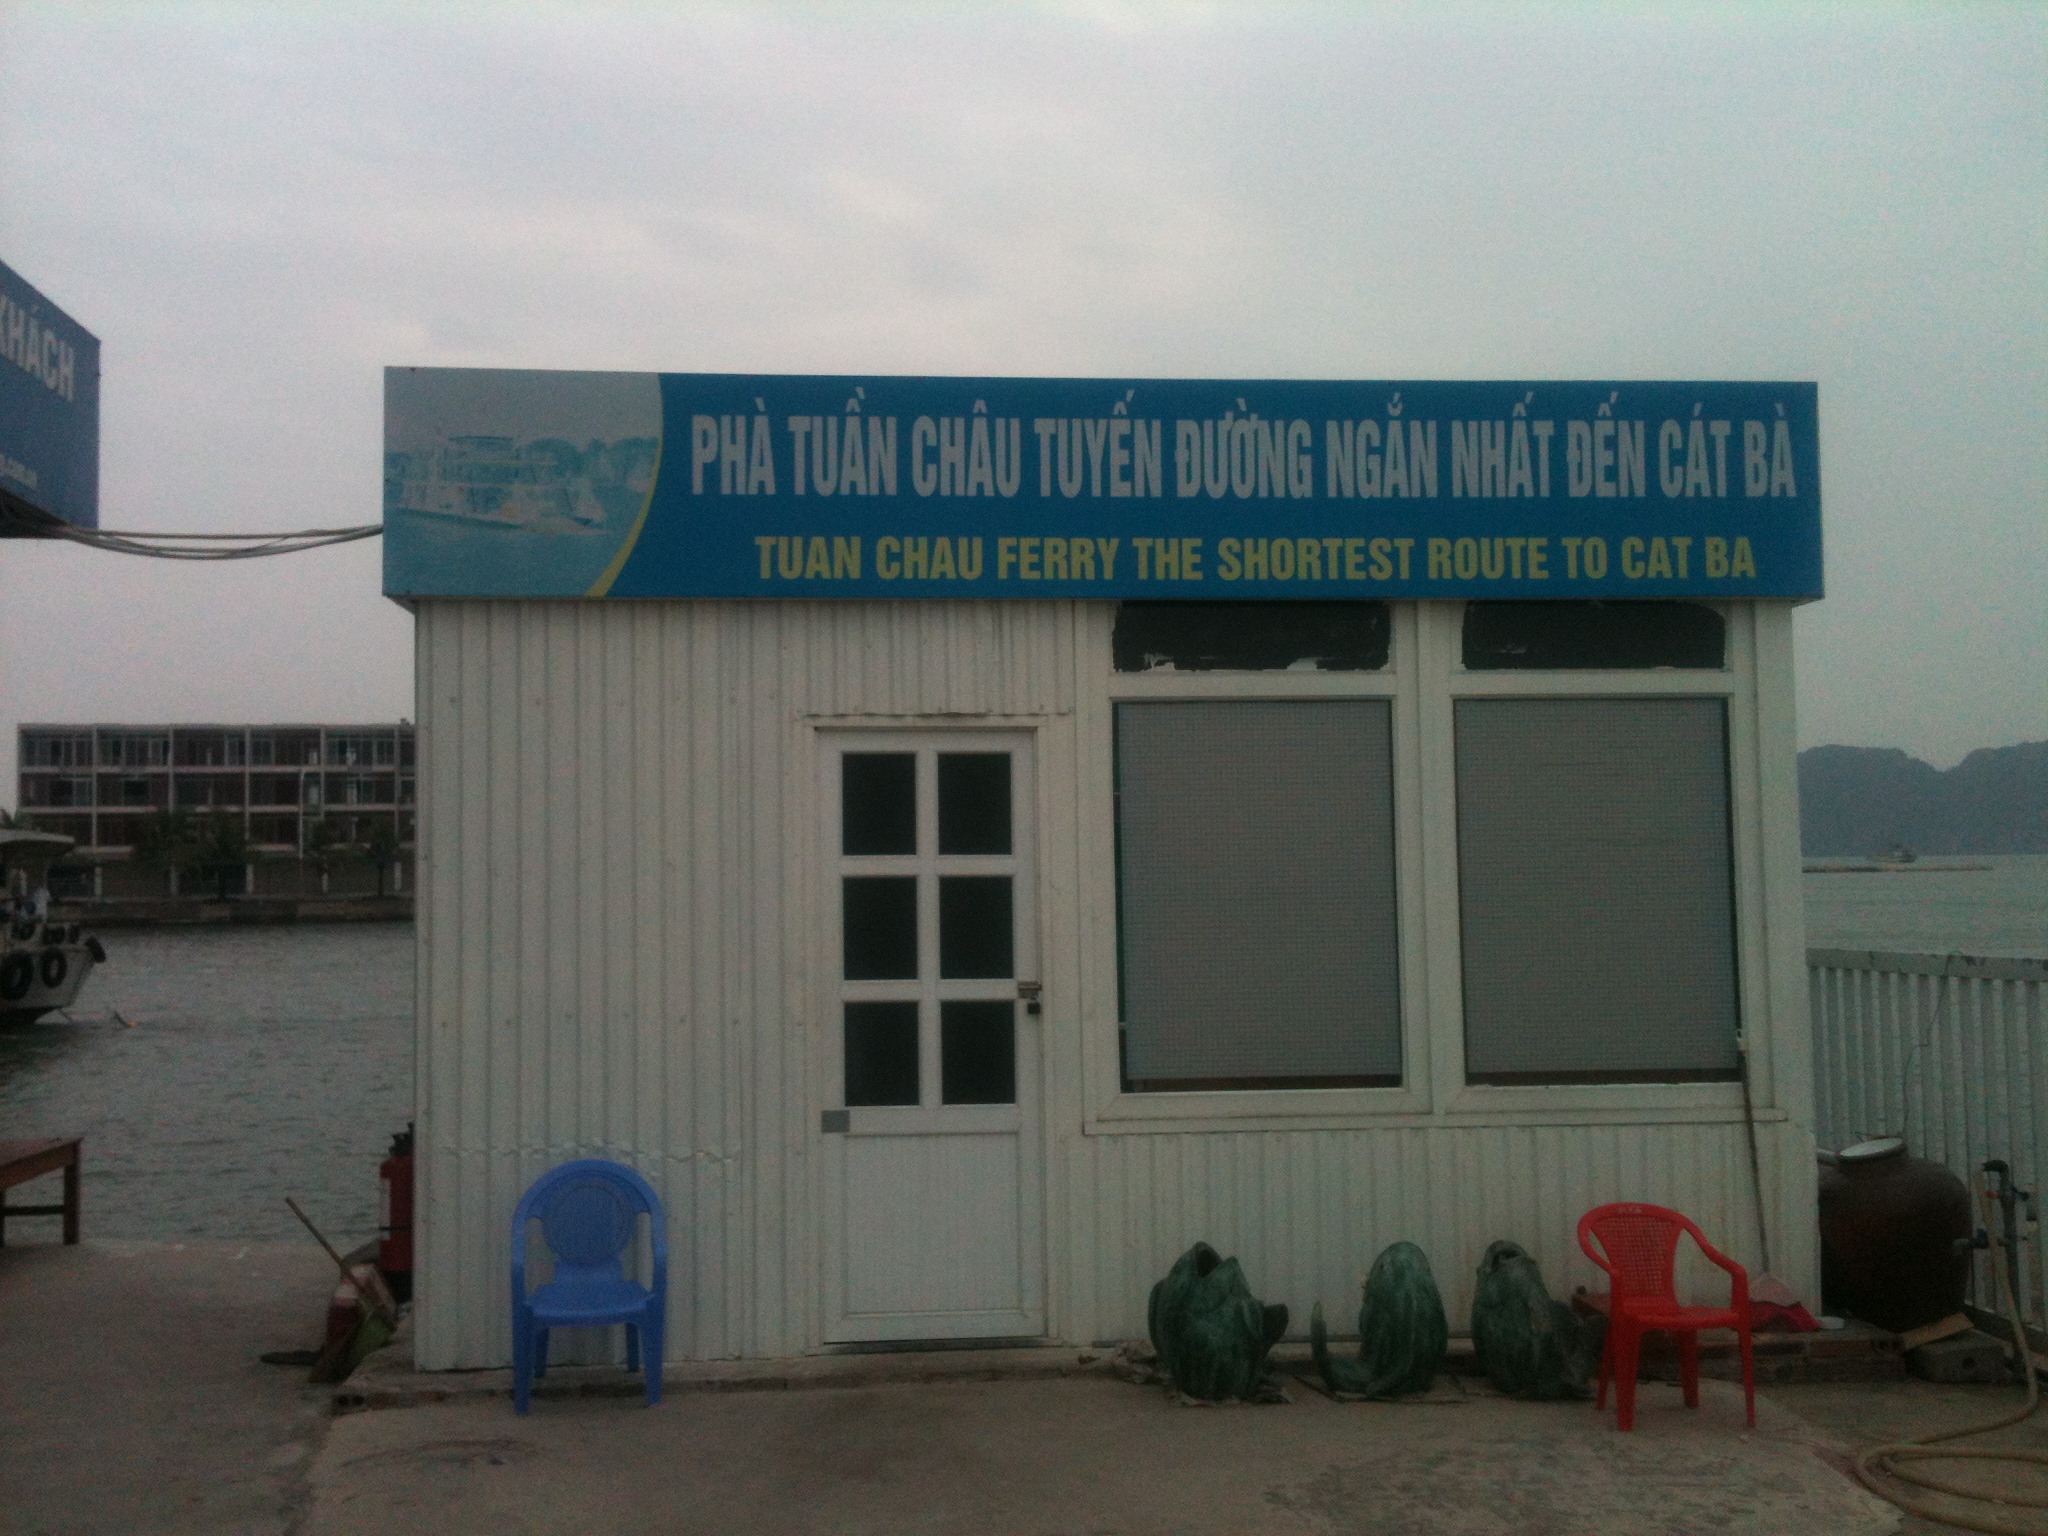 KHÁCH
PHÀ TUẦN CHÂU TUYẾN ĐƯỜNG NGẮN NHẤT ĐẾN CÁT BÀ
TUAN CHAU FERRY THE SHORTEST ROUTE TO CAT BA